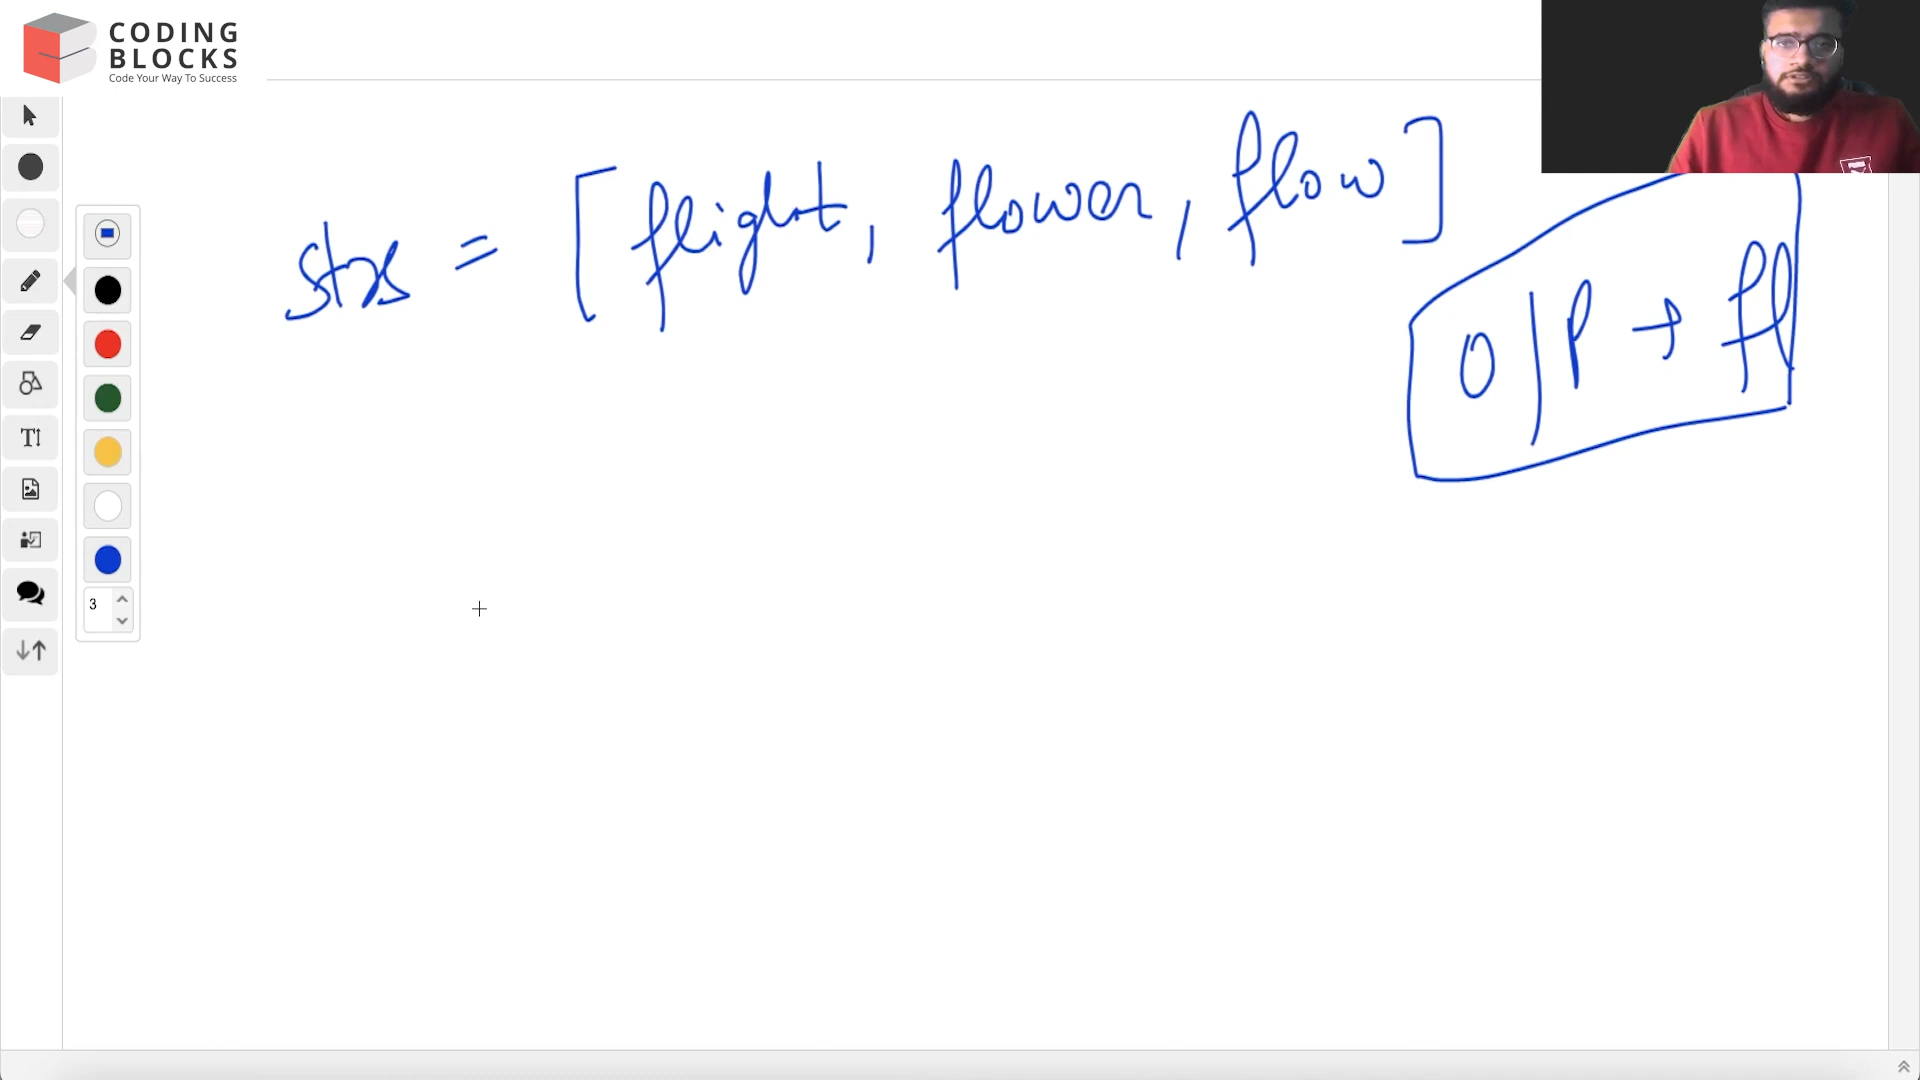 CODING
BLOCKS
Code Your Way To Success
strs = [flight, flower, flow]
O|P → fl
T
3